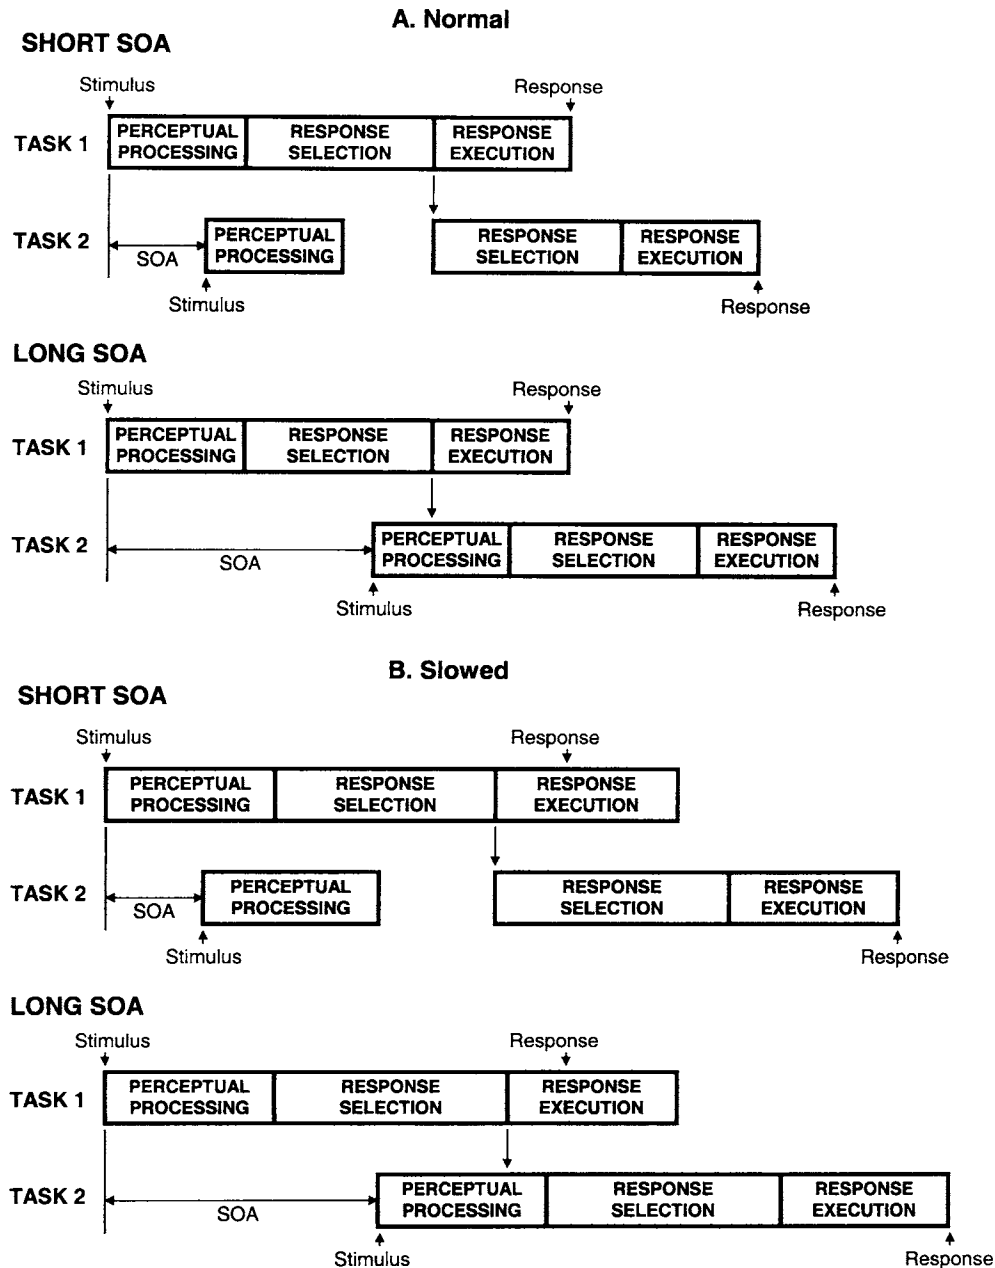 A. Normal
SHORT SOA
Stimulus
Response
TASK 1
PERCEPTUAL PROCESSING
RESPONSE SELECTION
RESPONSE EXECUTION
TASK 2
SOA
PERCEPTUAL PROCESSING
RESPONSE SELECTION
RESPONSE EXECUTION
Stimulus
Response
LONG SOA
Stimulus
Response
TASK 1
PERCEPTUAL PROCESSING
RESPONSE SELECTION
RESPONSE EXECUTION
TASK 2
SOA
PERCEPTUAL PROCESSING
RESPONSE SELECTION
RESPONSE EXECUTION
Stimulus
Response
B. Slowed
SHORT SOA
Stimulus
Response
TASK 1
PERCEPTUAL PROCESSING
RESPONSE SELECTION
RESPONSE EXECUTION
TASK 2
SOA
PERCEPTUAL PROCESSING
RESPONSE SELECTION
RESPONSE EXECUTION
Stimulus
Response
LONG SOA
Stimulus
Response
TASK 1
PERCEPTUAL PROCESSING
RESPONSE SELECTION
RESPONSE EXECUTION
TASK 2
SOA
PERCEPTUAL PROCESSING
RESPONSE SELECTION
RESPONSE EXECUTION
Stimulus
Response